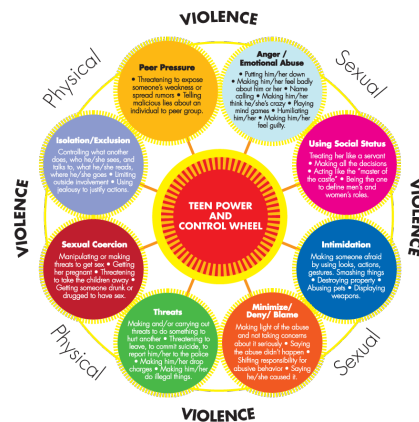 VIOLENCE
Physical
Sexual
Peer Pressure
• Threatening to expose
someone's weakness or
spread rumors • Telling
malicious lies about an
individual to peer group.
Anger /
Emotional Abuse
• Putting him/her down
• Making him/her feel badly
about him or her • Name
calling • Making him/her
think he/she's crazy • Playing
mind games • Humiliating
him/her • Making him/her
feel guilty.
Isolation/Exclusion
Controlling what another
does, who he/she sees, and
talks to, what he/she reads,
where he/she goes • Limiting
outside involvement • Using
jealousy to justify actions.
Using Social Status
Treating her like a servant
• Making all the decisions
• Acting like the "master of
the castle" • Being the one
to define men's and
women's roles.
VIOLENCE
TEEN POWER
AND
CONTROL WHEEL
VIOLENCE
Sexual Coercion
Manipulating or making
threats to get sex • Getting
her pregnant • Threatening
to take the children away
• Getting someone drunk or
drugged to have sex.
Intimidation
Making someone afraid
by using looks, actions,
gestures. Smashing things
• Destroying property •
Abusing pets • Displaying
weapons.
Threats
Making and/or carrying out
threats to do something to
hurt another • Threatening to
leave, to commit suicide, to
report him/her to the police
• Making him/her drop
charges • Making him/her
do illegal things.
Minimize/
Deny/ Blame
Making light of the abuse
and not taking concerns
about it seriously • Saying
the abuse didn't happen •
Shifting responsibility for
abusive behavior • Saying
he/she caused it.
Physical
Sexual
VIOLENCE